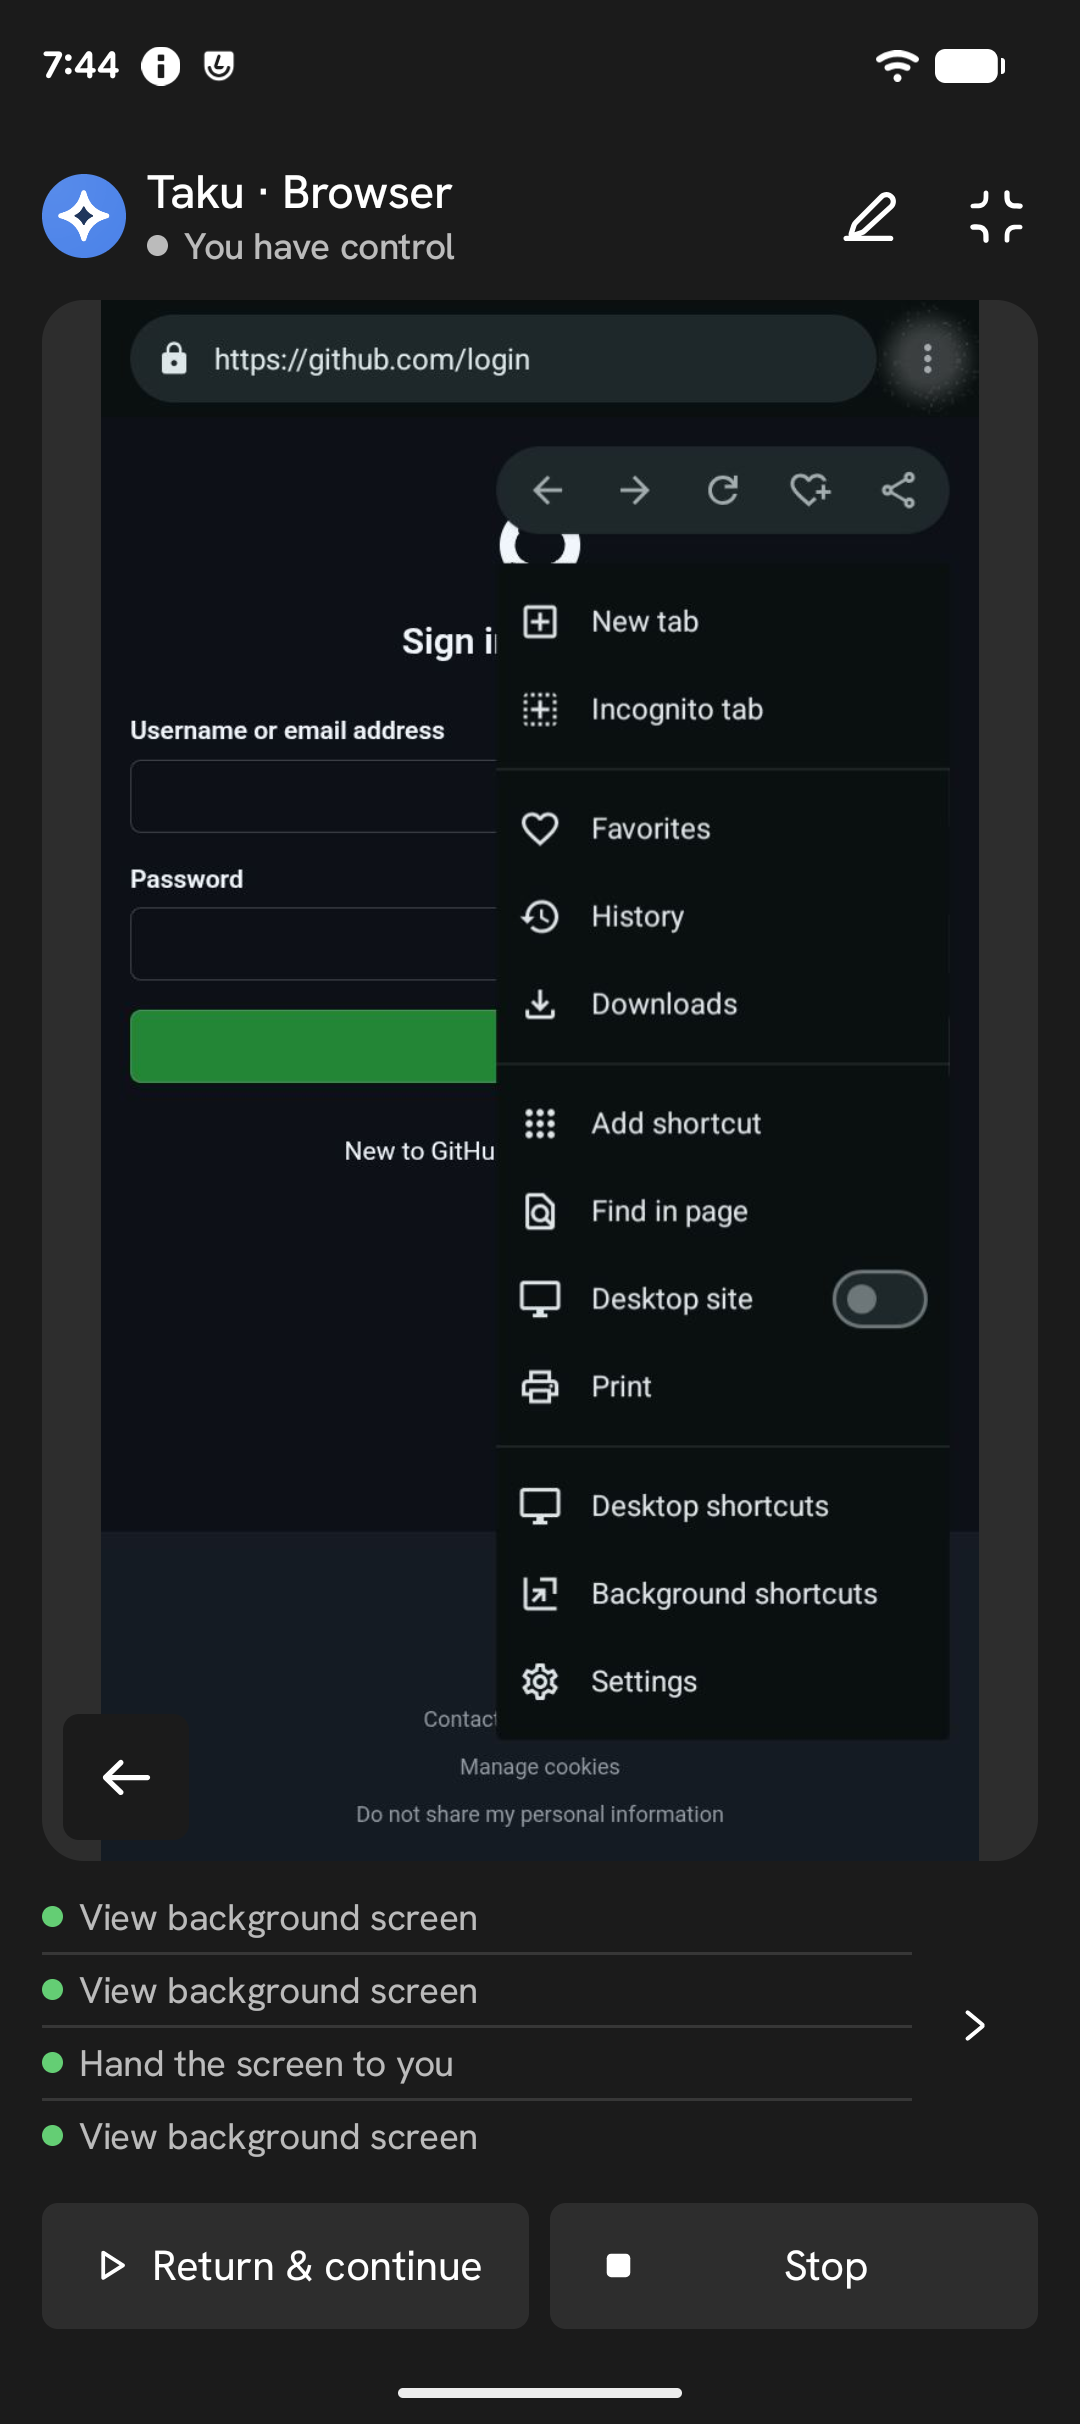 7:44
Taku · Browser
You have control
https://github.com/login
New tab
Sign i
Incognito tab
Username or email address
Favorites
Password
History
Downloads
Add shortcut
New to GitHu
Find in page
Desktop site
Print
Desktop shortcuts
Background shortcuts
Settings
Contact
Manage cookies
Do not share my personal information
View background screen
View background screen
Hand the screen to you
View background screen
Return & continue
Stop